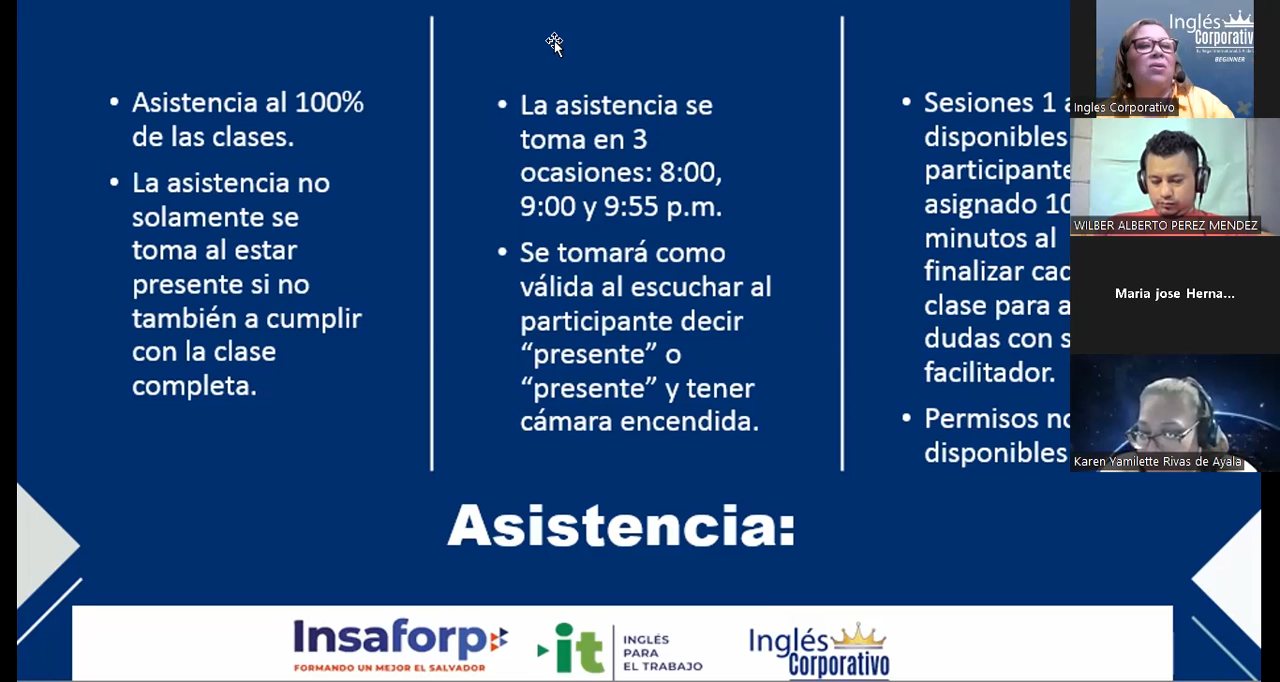 • Asistencia al 100%
de las clases.
• La asistencia no
solamente se
toma al estar
presente si no
también a cumplir
con la clase
completa.
• La asistencia se
toma en 3
ocasiones: 8:00,
9:00 y 9:55 p.m.
• Se tomará como
válida al escuchar al
participante decir
“presente” o
“presente” y tener
cámara encendida.
• Sesiones 1 a
disponibles
participante
asignado 10
minutos al
finalizar cad
clase para a
dudas con s
facilitador.
• Permisos no
disponibles
Asistencia:
Insaforp
FORMANDO UN MEJOR EL SALVADOR
it
INGLÉS
PARA
EL TRABAJO
Inglés
Corporativo
Inglés
Corporativo
BEGINNER
Ingles Corporativo
WILBER ALBERTO PEREZ MENDEZ
Maria jose Herna...
Karen Yamilette Rivas de Ayala